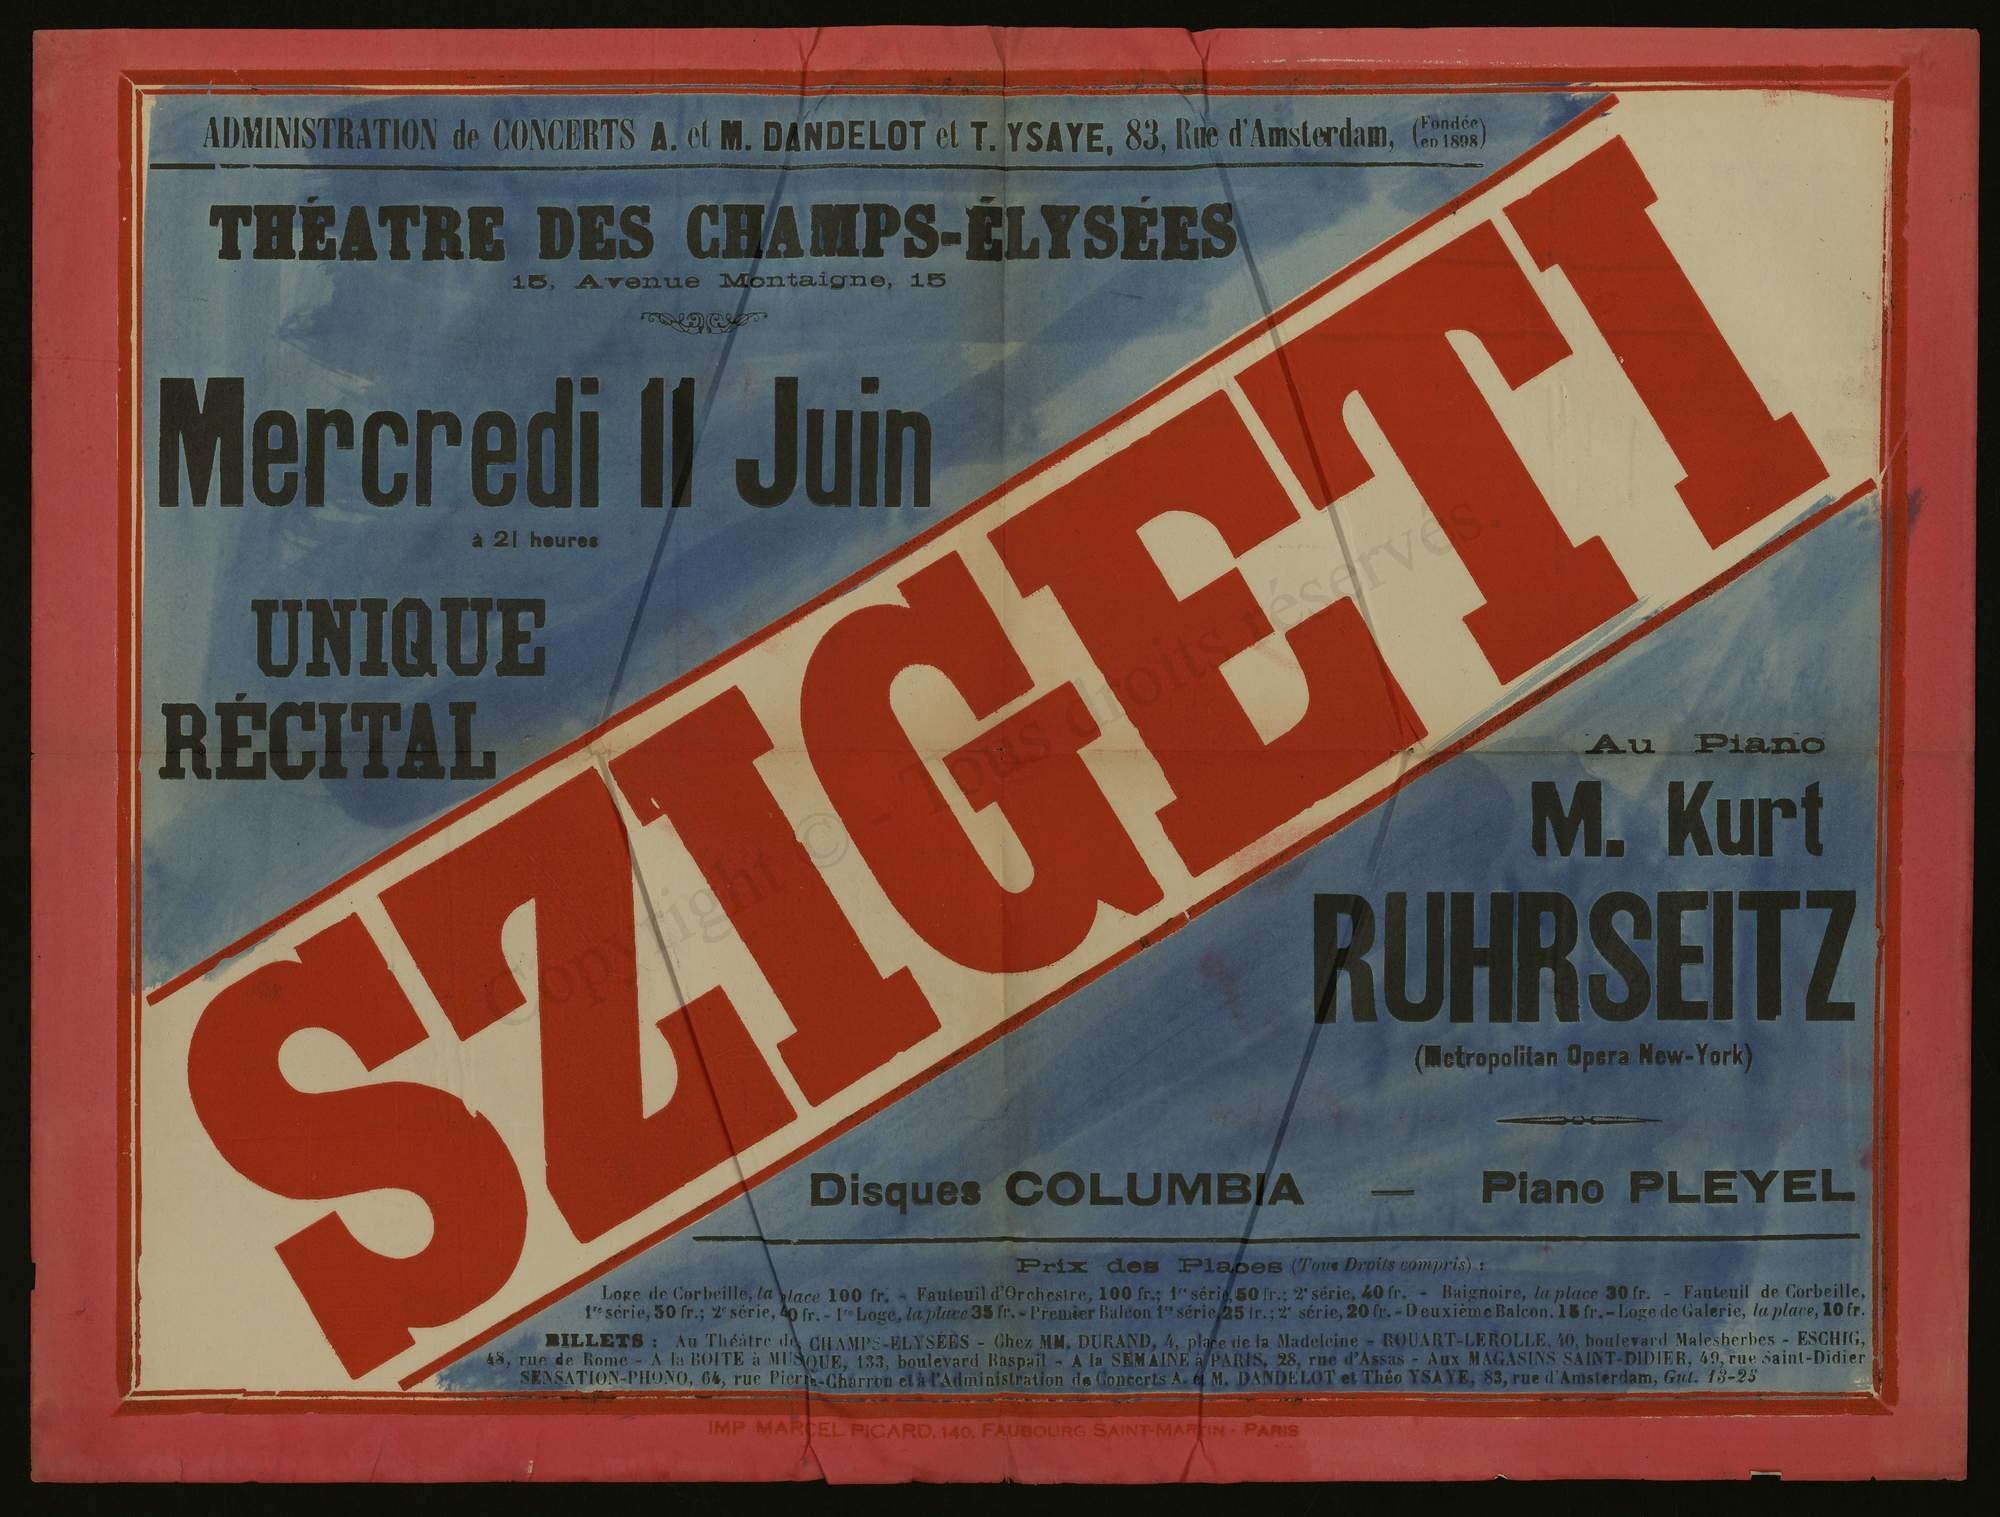 ADMINISTRATION de CONCERTS A. et M. DANDELOT et T. YSAYE, 83, Rue d'Amsterdam, (Fondée en 1898)
THÉATRE DES CHAMPS-ÉLYSÉES
15, Avenue Montaigne, 15
Mercredi 11 Juin
à 21 heures
UNIQUE
RÉCITAL
SZIGETI
Au Piano
M. Kurt
RUHRSEITZ
(Metropolitan Opera New-York)
Disques COLUMBIA — Piano PLEYEL
Prix des Places (Tous Droits compris) :
Loge de Corbeille, la place 100 fr. - Fauteuil d'Orchestre, 100 fr.; 1re série, 50 fr.; 2e série, 40 fr. - Baignoire, la place 30 fr. - Fauteuil de Corbeille,
1re série, 50 fr.; 2e série, 40 fr. - 1re Loge, la place 35 fr. - Premier Balcon 1re série, 25 fr.; 2e série, 20 fr. - Deuxième Balcon. 15 fr. - Loge de Galerie, la place, 10 fr.
BILLETS : Au Théâtre des CHAMPS-ELYSÉES - Chez MM. DURAND, 4, place de la Madeleine - ROUART-LEROLLE, 40, boulevard Malesherbes - ESCHIG,
48, rue de Rome - A la BOITE à MUSIQUE, 133, boulevard Raspail - A la SEMAINE à PARIS, 28, rue d'Assas - Aux MAGASINS SAINT-DIDIER, 49, rue Saint-Didier
SENSATION-PHONO, 64, rue Pierre-Charron et à l'Administration de Concerts A. et M. DANDELOT et Théo YSAYE, 83, rue d'Amsterdam, Gut. 13-25
IMP MARCEL PICARD, 140, FAUBOURG SAINT-MARTIN - PARIS
Copyright © - Tous droits réservés.